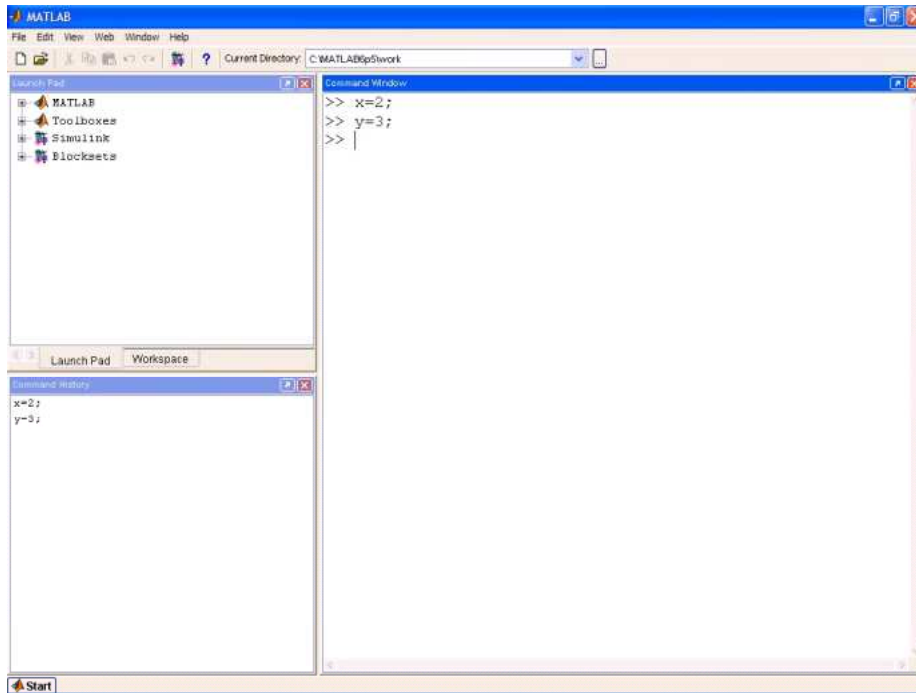 MATLAB
File Edit View Web Window Help
? Current Directory: C:\MATLAB6p5\work ...
Launch Pad
MATLAB
Toolboxes
Simulink
Blocksets
Launch Pad Workspace
Command History
x=2;
y=3;
Command Window
>> x=2;
>> y=3;
>>
Start